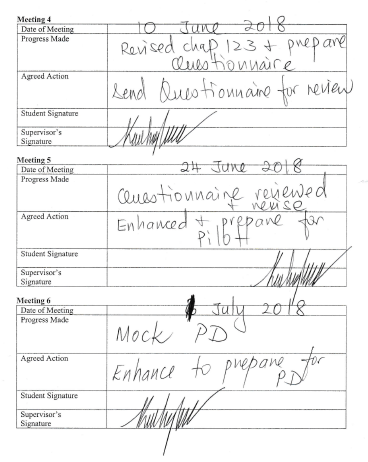 Meeting 4
Date of Meeting 10 June 2018
Progress Made Revised chap 123 + prepare
Questionnaire
Agreed Action Send Questionnaire for review
Student Signature
Supervisor's
Signature
Meeting 5
Date of Meeting 24 June 2018
Progress Made Questionnaire reviewed
+ revise
Agreed Action Enhanced + prepare for
Pilot
Student Signature
Supervisor's
Signature
Meeting 6
Date of Meeting July 2018
Progress Made Mock PD
Agreed Action Enhance to prepare for
PD
Student Signature
Supervisor's
Signature